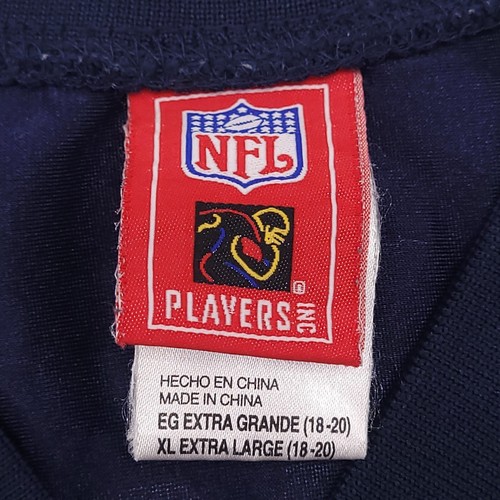 NFL
PLAYERS INC
HECHO EN CHINA
MADE IN CHINA
EG EXTRA GRANDE (18-20)
XL EXTRA LARGE (18-20)